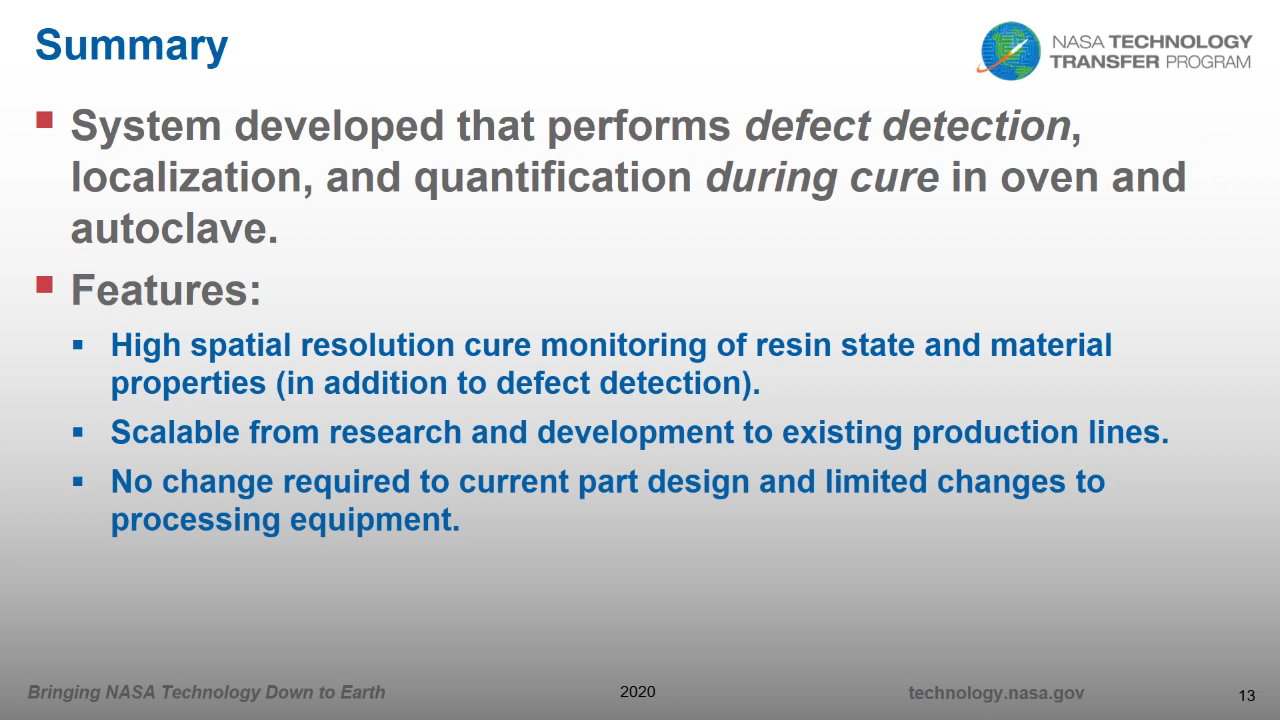 Summary
NASA TECHNOLOGY
TRANSFER PROGRAM
System developed that performs defect detection,
localization, and quantification during cure in oven and
autoclave.
Features:
High spatial resolution cure monitoring of resin state and material
properties (in addition to defect detection).
Scalable from research and development to existing production lines.
No change required to current part design and limited changes to
processing equipment.
Bringing NASA Technology Down to Earth
2020
technology.nasa.gov
13